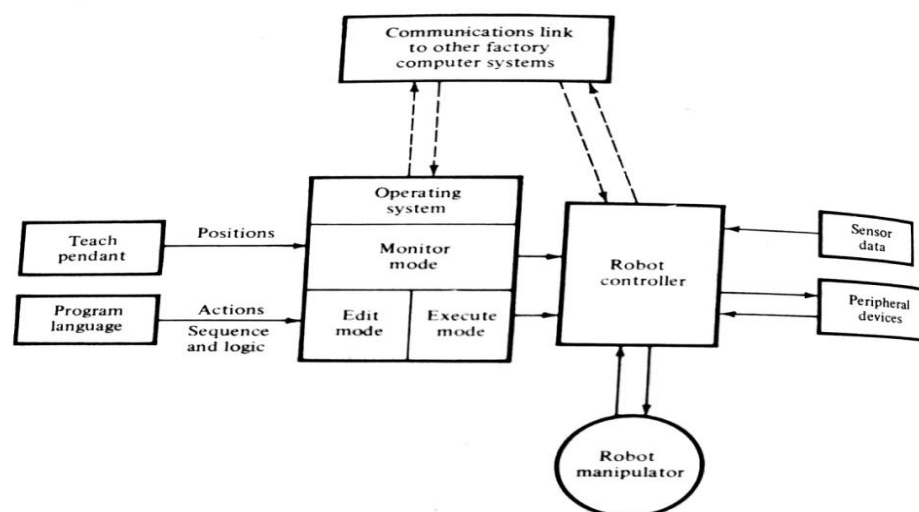 Communications link
to other factory
computer systems
Operating
system
Teach
pendant
Positions
Monitor
mode
Robot
controller
Sensor
data
Program
language
Actions
Sequence
and logic
Edit
mode
Execute
mode
Peripheral
devices
Robot
manipulator